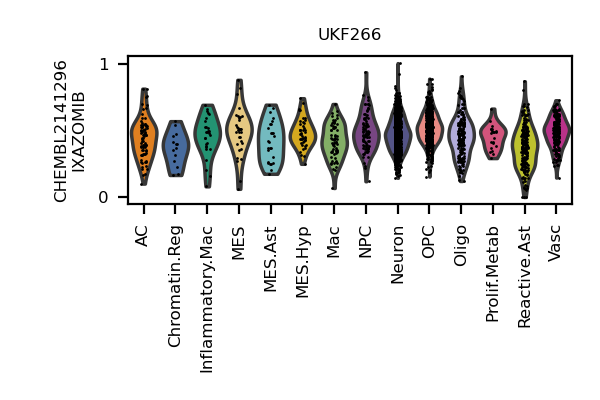 UKF266
CHEMBL2141296
IXAZOMIB
1
0
AC
Chromatin.Reg
Inflammatory.Mac
MES
MES.Ast
MES.Hyp
Mac
NPC
Neuron
OPC
Oligo
Prolif.Metab
Reactive.Ast
Vasc